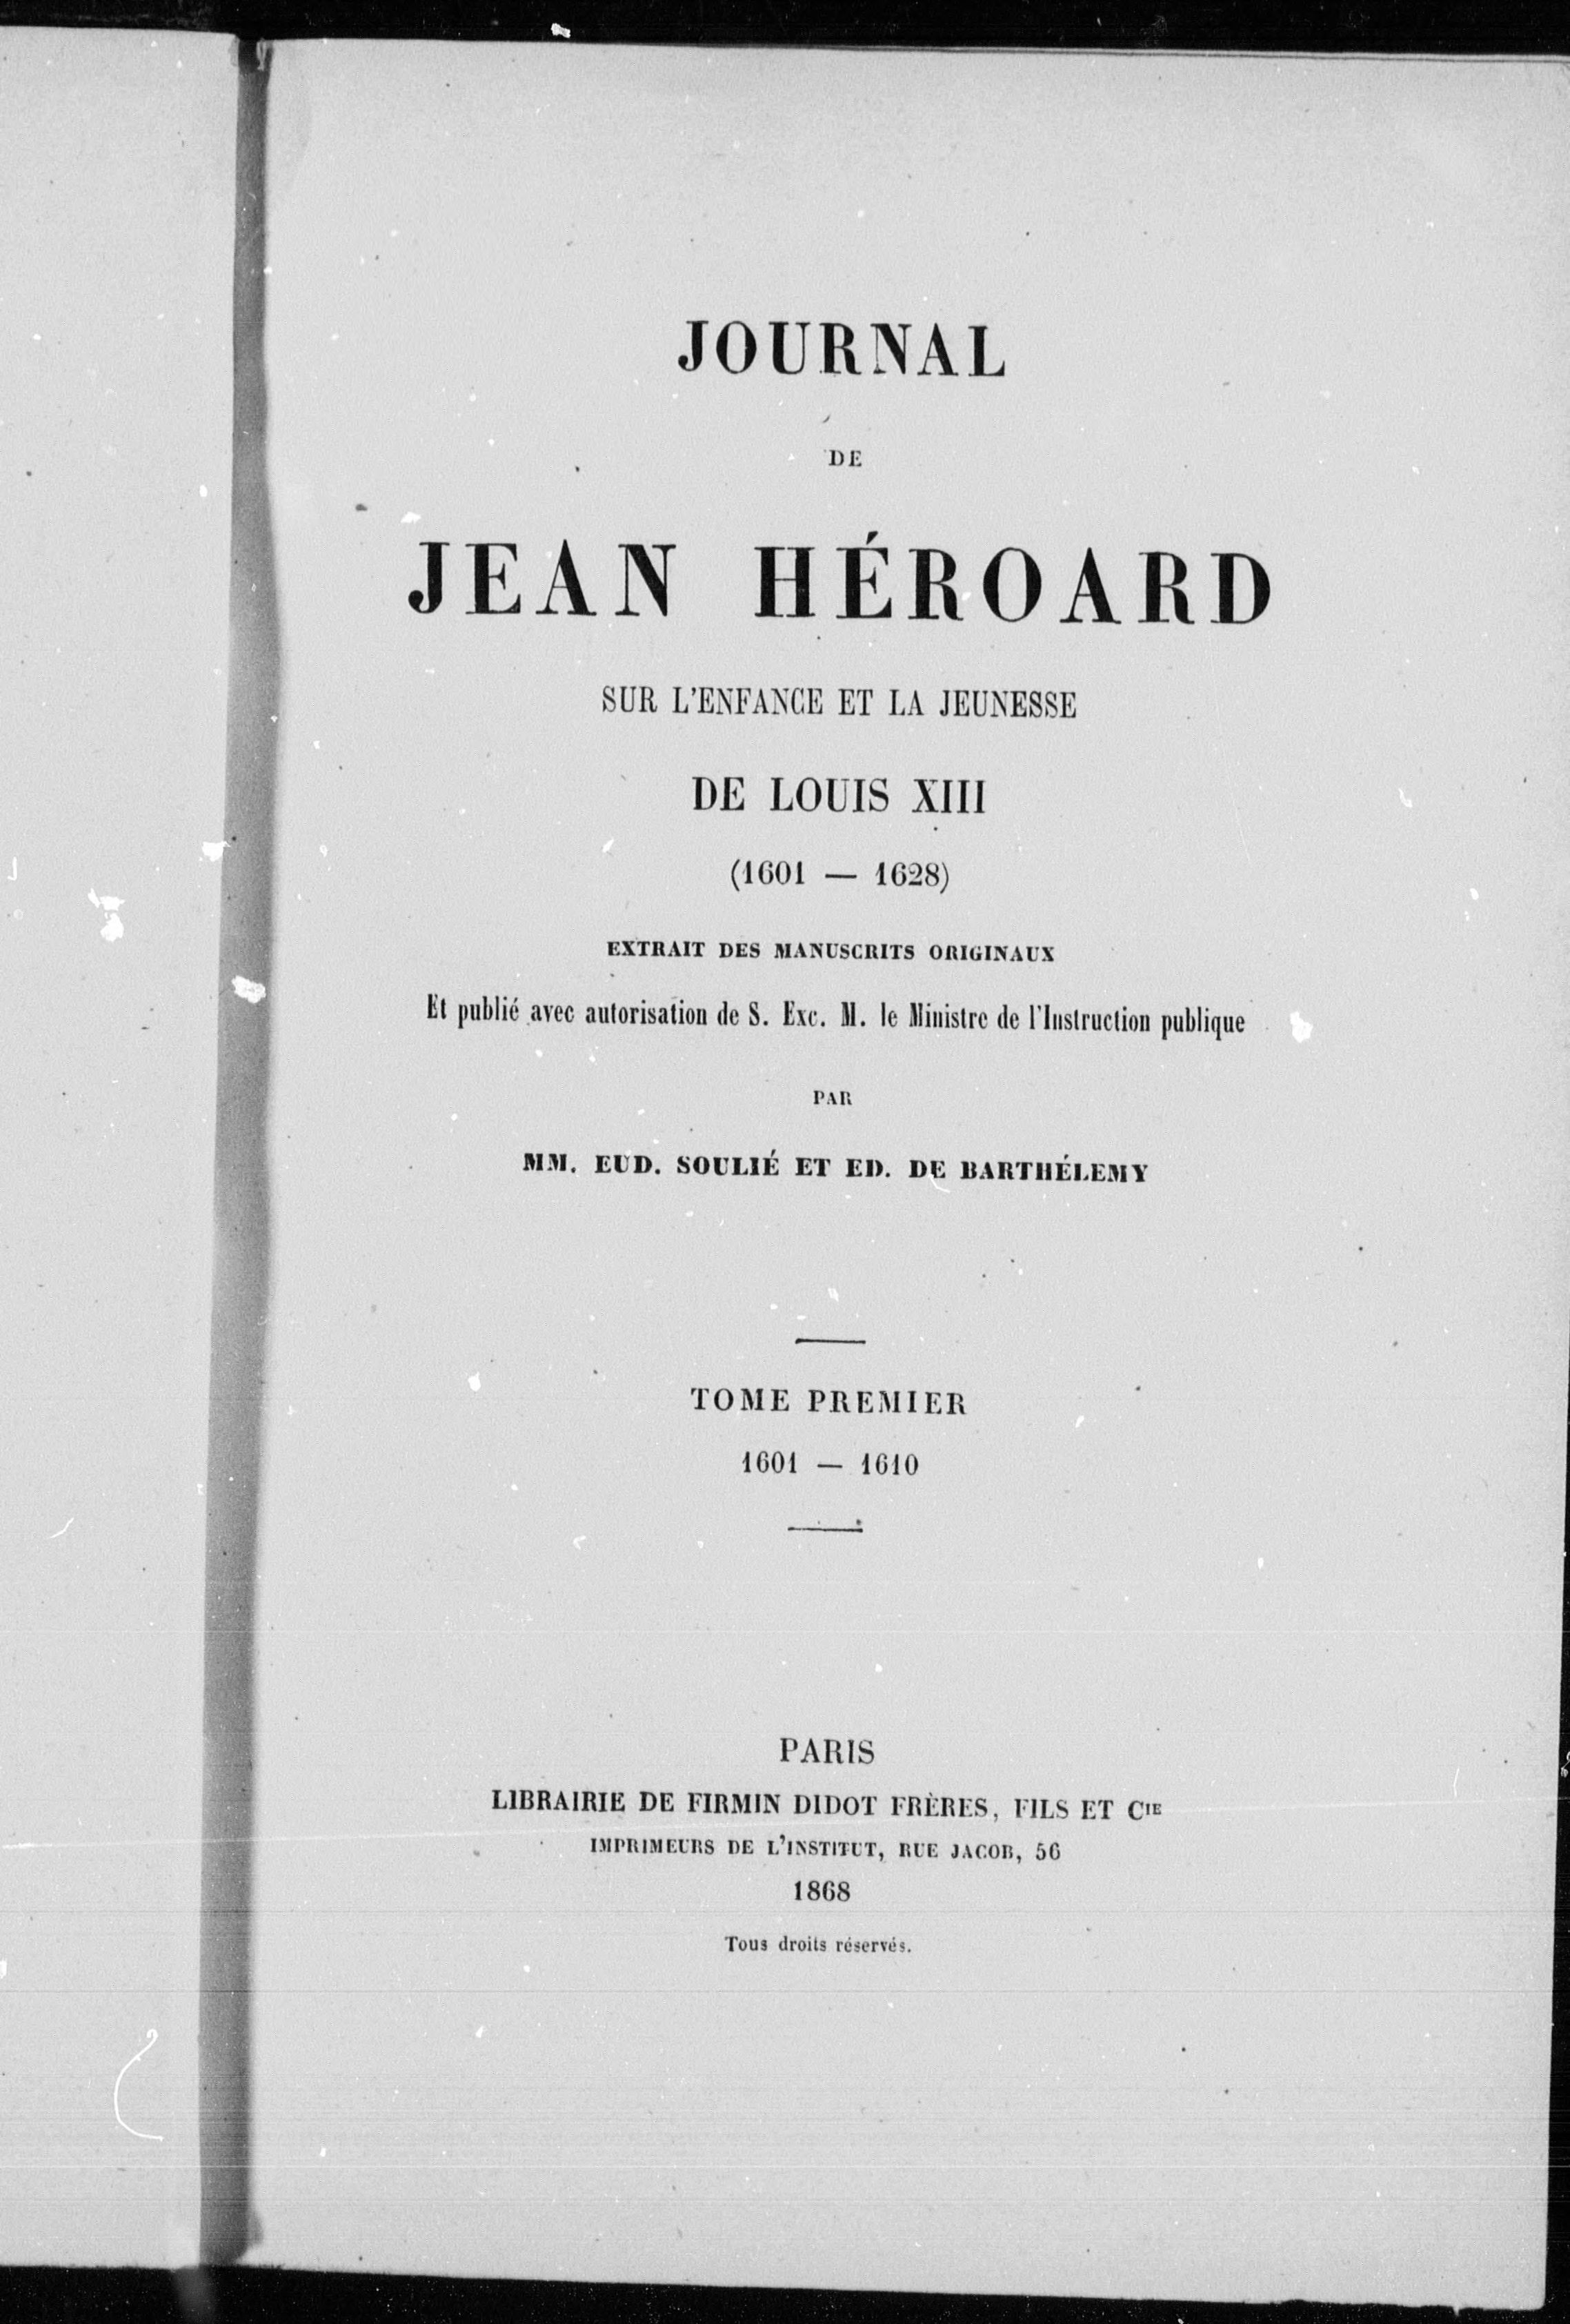 JOURNAL
DE
JEAN HÉROARD
SUR L'ENFANCE ET LA JEUNESSE
DE LOUIS XIII
(1601 — 1628)
EXTRAIT DES MANUSCRITS ORIGINAUX
Et publié avec autorisation de S. Exc. M. le Ministre de l'Instruction publique
PAR
MM. EUD. SOULIÉ ET ED. DE BARTHÉLEMY
TOME PREMIER
1601 — 1610
PARIS
LIBRAIRIE DE FIRMIN DIDOT FRÈRES, FILS ET CIE
IMPRIMEURS DE L'INSTITUT, RUE JACOB, 56
1868
Tous droits réservés.